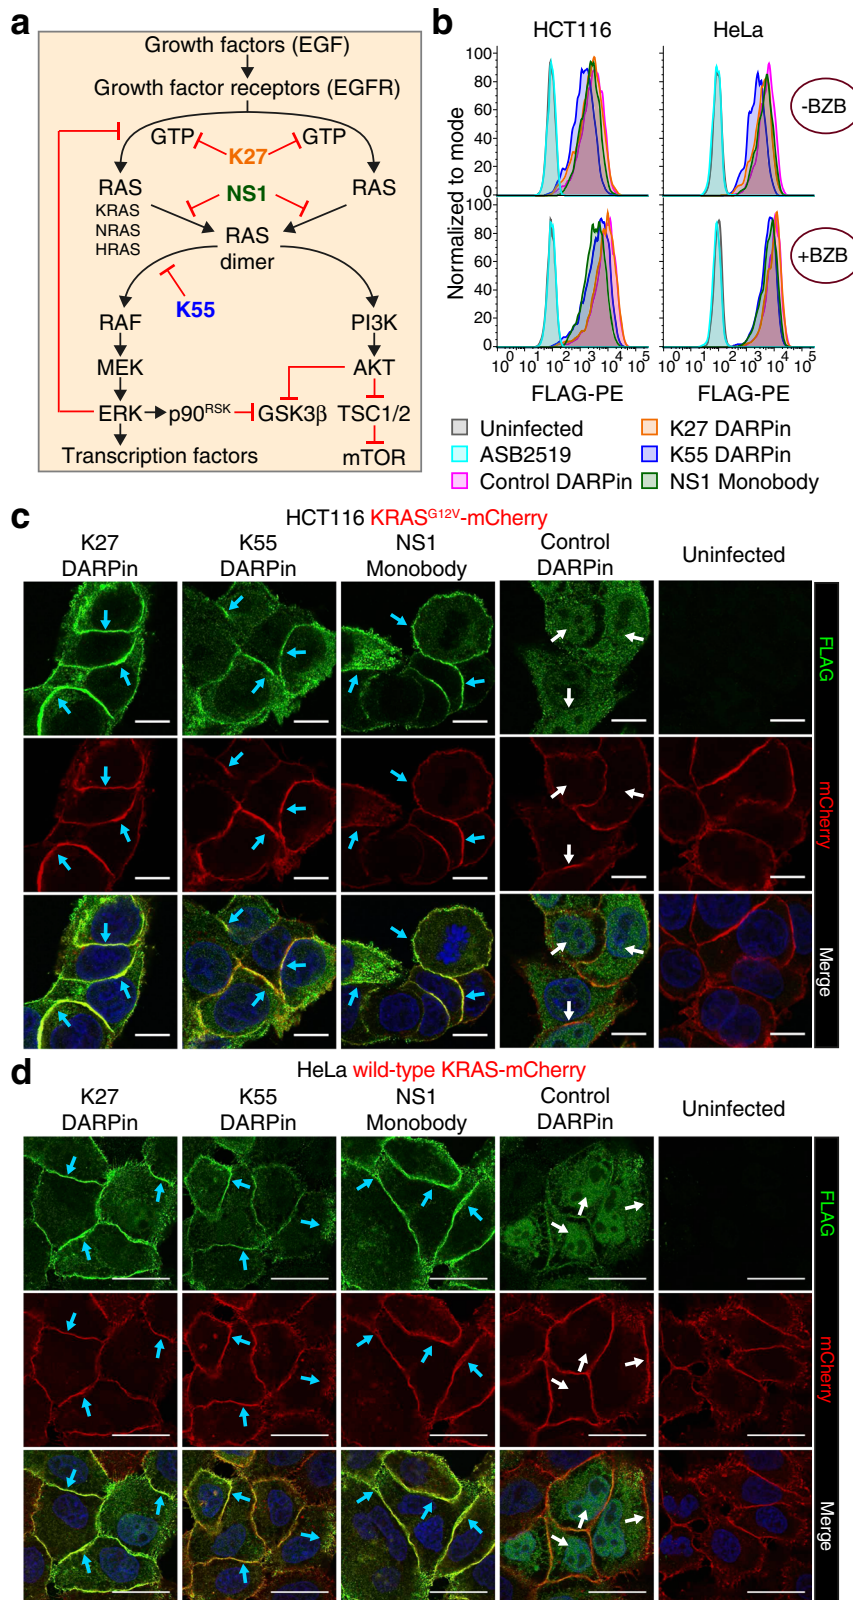 a
Growth factors (EGF)
Growth factor receptors (EGFR)
GTP GTP
K27
RAS NS1 RAS
KRAS
NRAS
HRAS
RAS
dimer
K55
RAF PI3K
MEK AKT
ERK p90RSK GSK3β TSC1/2
Transcription factors mTOR
b
HCT116 HeLa
Normalized to mode
100
80
60
40
20
0
-BZB
100
80
60
40
20
0
+BZB
10^0 10^1 10^2 10^3 10^4 10^5 10^0 10^1 10^2 10^3 10^4 10^5
FLAG-PE FLAG-PE
Uninfected K27 DARPin
ASB2519 K55 DARPin
Control DARPin NS1 Monobody
c
HCT116 KRASG12V-mCherry
K27 DARPin
K55 DARPin
NS1 Monobody
Control DARPin
Uninfected
FLAG
mCherry
Merge
d
HeLa wild-type KRAS-mCherry
K27 DARPin
K55 DARPin
NS1 Monobody
Control DARPin
Uninfected
FLAG
mCherry
Merge